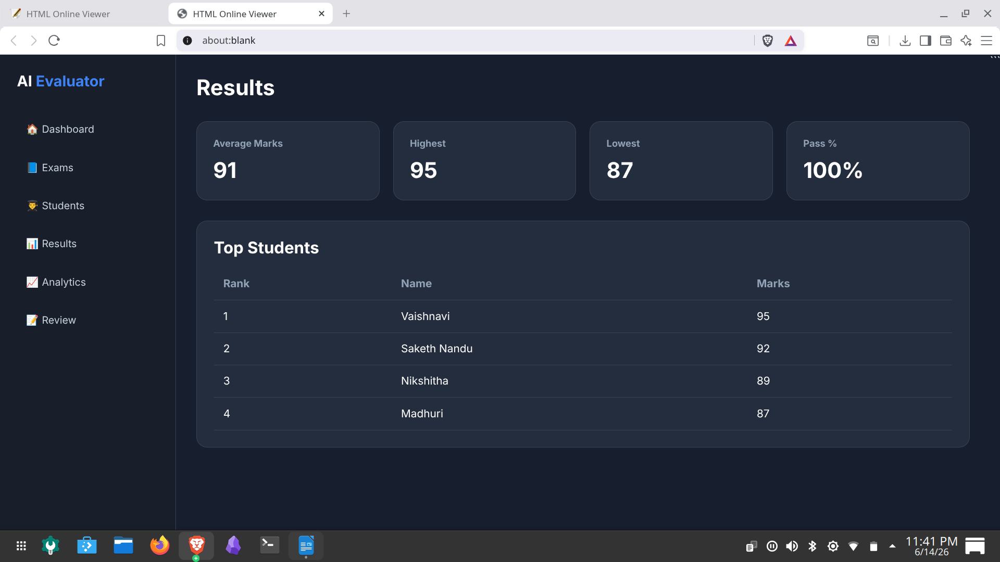 HTML Online Viewer
HTML Online Viewer
about:blank
AI Evaluator
Dashboard
Exams
Students
Results
Analytics
Review
Results
Average Marks
91
Highest
95
Lowest
87
Pass %
100%
Top Students
Rank Name Marks
1 Vaishnavi 95
2 Saketh Nandu 92
3 Nikshitha 89
4 Madhuri 87
```
11:41 PM
6/14/26